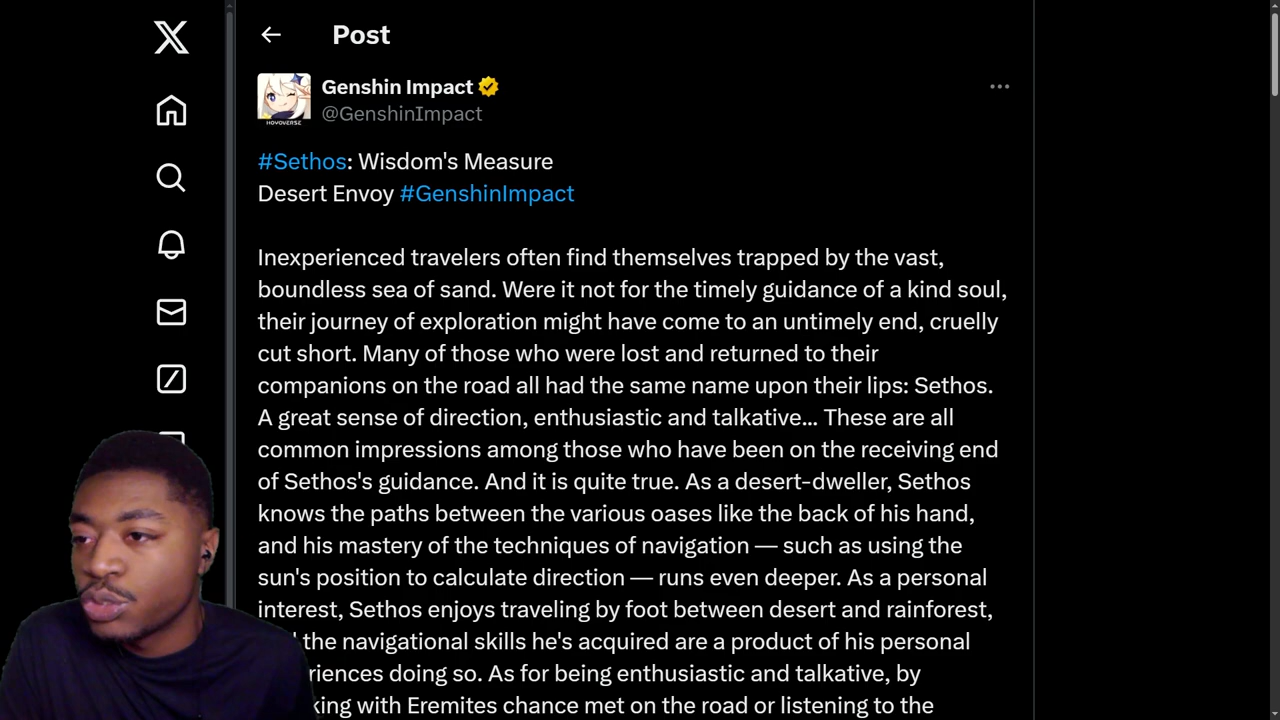 Post
Genshin Impact
@GenshinImpact
HOYOVERSE
#Sethos: Wisdom's Measure
Desert Envoy #GenshinImpact
Inexperienced travelers often find themselves trapped by the vast,
boundless sea of sand. Were it not for the timely guidance of a kind soul,
their journey of exploration might have come to an untimely end, cruelly
cut short. Many of those who were lost and returned to their
companions on the road all had the same name upon their lips: Sethos.
A great sense of direction, enthusiastic and talkative... These are all
common impressions among those who have been on the receiving end
of Sethos's guidance. And it is quite true. As a desert-dweller, Sethos
knows the paths between the various oases like the back of his hand,
and his mastery of the techniques of navigation — such as using the
sun's position to calculate direction — runs even deeper. As a personal
interest, Sethos enjoys traveling by foot between desert and rainforest,
the navigational skills he's acquired are a product of his personal
doing so. As for being enthusiastic and talkative, by
with Eremites chance met on the road or listening to the